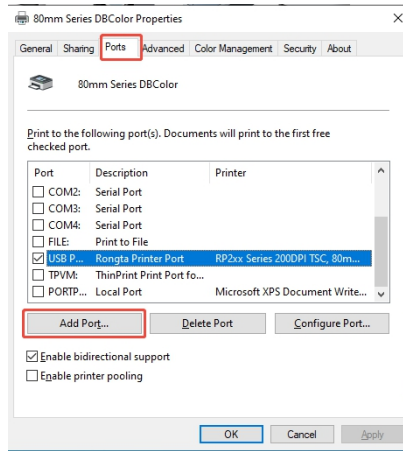 80mm Series DBColor Properties
General Sharing Ports Advanced Color Management Security About
80mm Series DBColor
Print to the following port(s). Documents will print to the first free
checked port.
Port Description Printer
COM2: Serial Port
COM3: Serial Port
COM4: Serial Port
FILE: Print to File
USB P... Rongta Printer Port RP2xx Series 200DPI TSC, 80m...
TPVM: ThinPrint Print Port fo...
PORTP... Local Port Microsoft XPS Document Write...
Add Port... Delete Port Configure Port...
Enable bidirectional support
Enable printer pooling
OK Cancel Apply